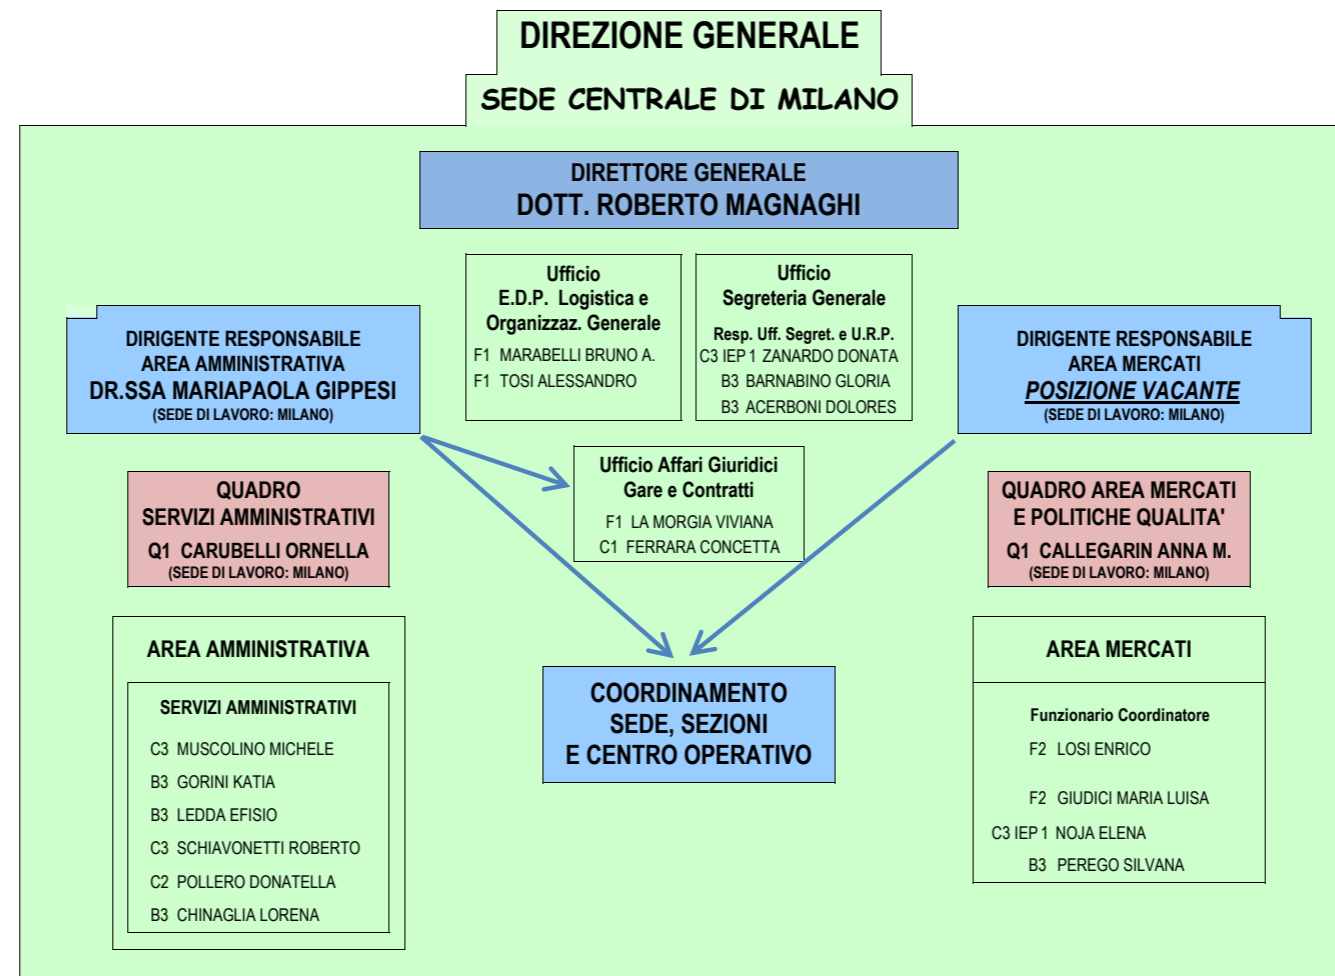 DIREZIONE GENERALE
SEDE CENTRALE DI MILANO
DIRETTORE GENERALE
DOTT. ROBERTO MAGNAGHI
Ufficio
E.D.P. Logistica e
Organizzaz. Generale
F1 MARABELLI BRUNO A.
F1 TOSI ALESSANDRO
Ufficio
Segreteria Generale
Resp. Uff. Segret. e U.R.P.
C3 IEP 1 ZANARDO DONATA
B3 BARNABINO GLORIA
B3 ACERBONI DOLORES
DIRIGENTE RESPONSABILE
AREA AMMINISTRATIVA
DR.SSA MARIAPAOLA GIPPESI
(SEDE DI LAVORO: MILANO)
DIRIGENTE RESPONSABILE
AREA MERCATI
POSIZIONE VACANTE
(SEDE DI LAVORO: MILANO)
Ufficio Affari Giuridici
Gare e Contratti
F1 LA MORGIA VIVIANA
C1 FERRARA CONCETTA
QUADRO
SERVIZI AMMINISTRATIVI
Q1 CARUBELLI ORNELLA
(SEDE DI LAVORO: MILANO)
QUADRO AREA MERCATI
E POLITICHE QUALITA'
Q1 CALLEGARIN ANNA M.
(SEDE DI LAVORO: MILANO)
AREA AMMINISTRATIVA
SERVIZI AMMINISTRATIVI
C3 MUSCOLINO MICHELE
B3 GORINI KATIA
B3 LEDDA EFISIO
C3 SCHIAVONETTI ROBERTO
C2 POLLERO DONATELLA
B3 CHINAGLIA LORENA
COORDINAMENTO
SEDE, SEZIONI
E CENTRO OPERATIVO
AREA MERCATI
Funzionario Coordinatore
F2 LOSI ENRICO
F2 GIUDICI MARIA LUISA
C3 IEP 1 NOJA ELENA
B3 PEREGO SILVANA